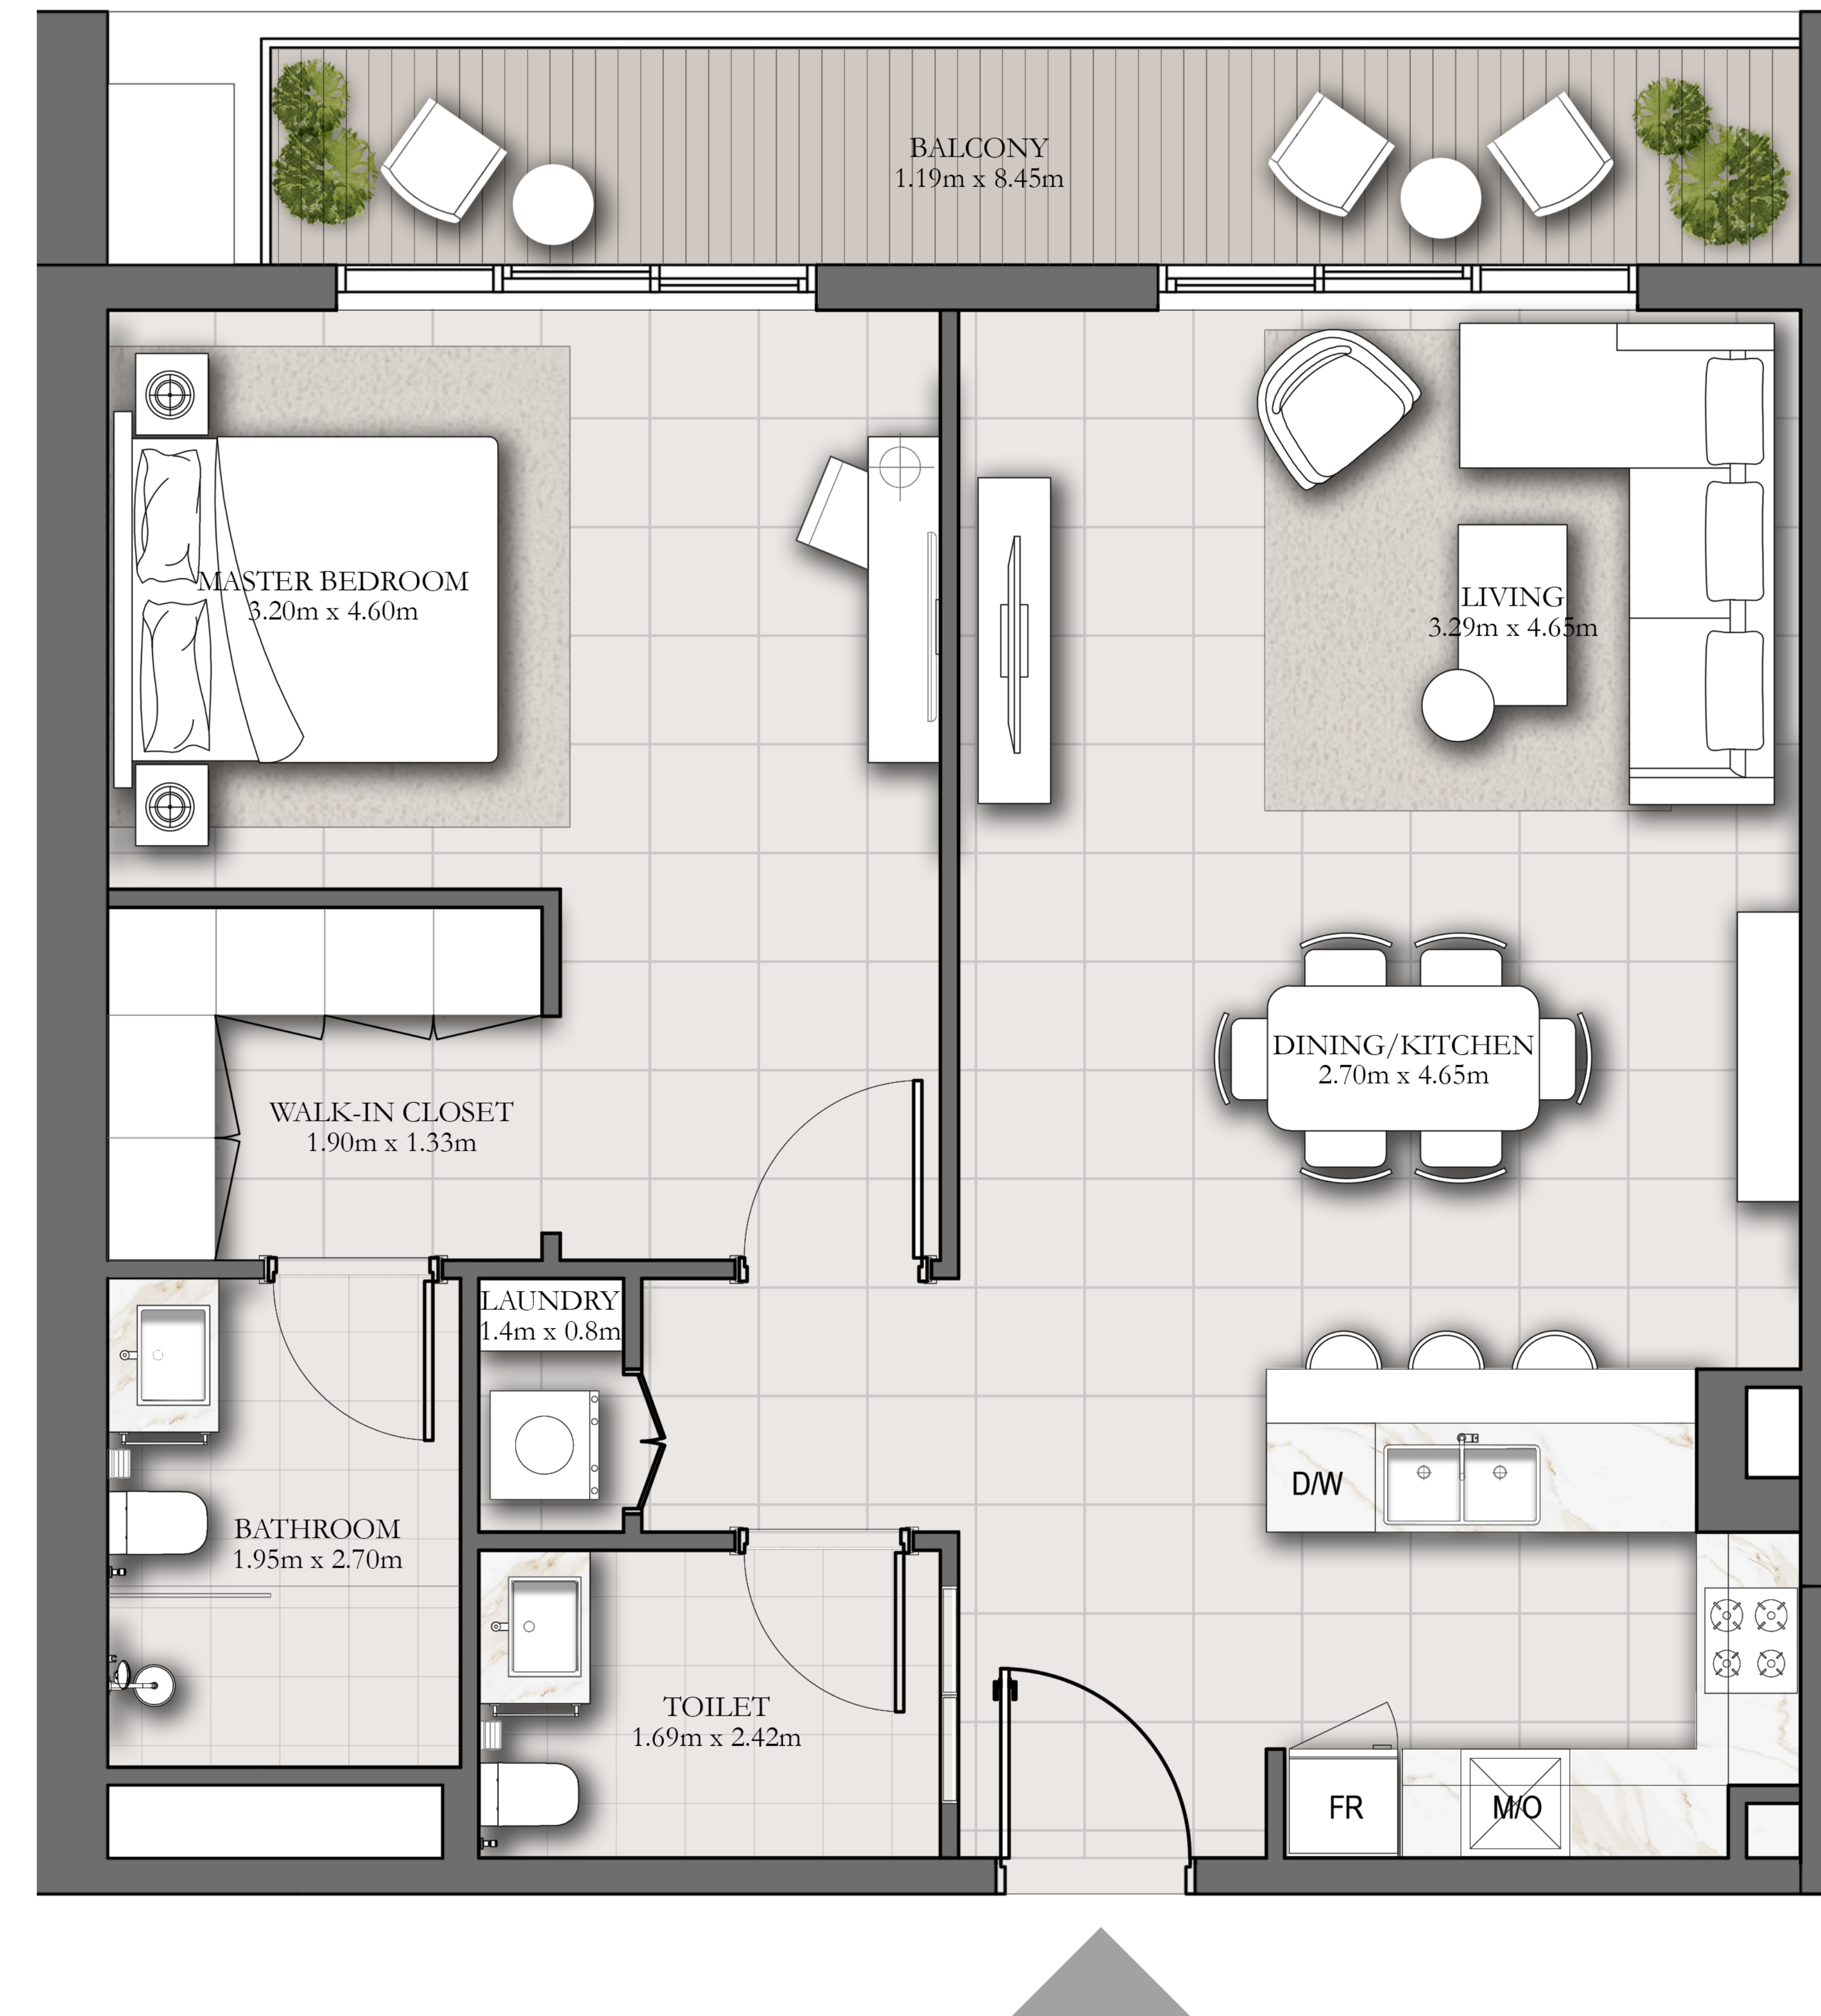 BALCONY
1.19m x 8.45m
MASTER BEDROOM
3.20m x 4.60m
LIVING
3.29m x 4.65m
DINING/KITCHEN
2.70m x 4.65m
WALK-IN CLOSET
1.90m x 1.33m
LAUNDRY
1.4m x 0.8m
D/W
BATHROOM
1.95m x 2.70m
TOILET
1.69m x 2.42m
FR
M/O